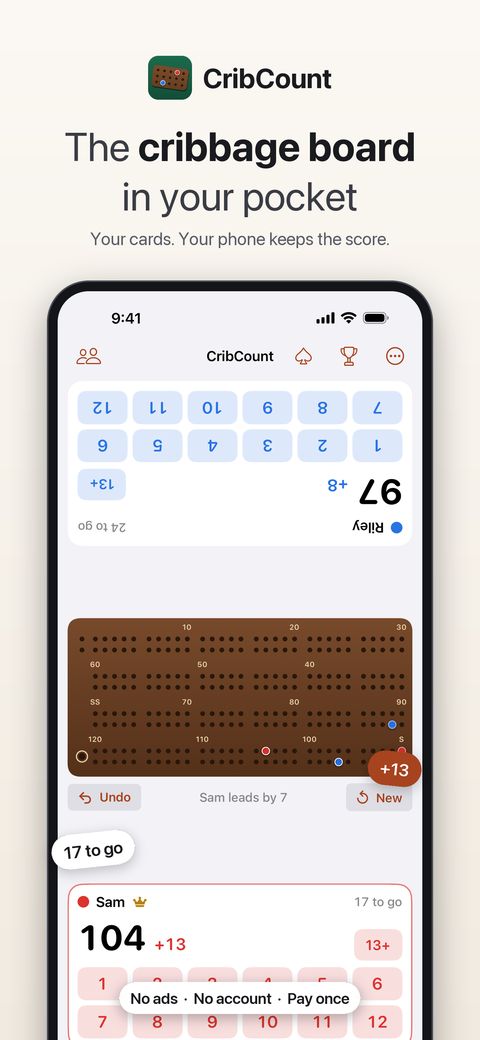 CribCount
The cribbage board
in your pocket
Your cards. Your phone keeps the score.
9:41
CribCount
12 11 10 9 8 7
6 5 4 3 2 1
13+ +8 97
24 to go Riley
10 20 30
60 50 40
SS 70 80 90
120 110 100 S
+13
Undo Sam leads by 7 New
17 to go
Sam 17 to go
104 +13 13+
1 2 3 4 5 6
No ads · No account · Pay once
7 8 9 10 11 12